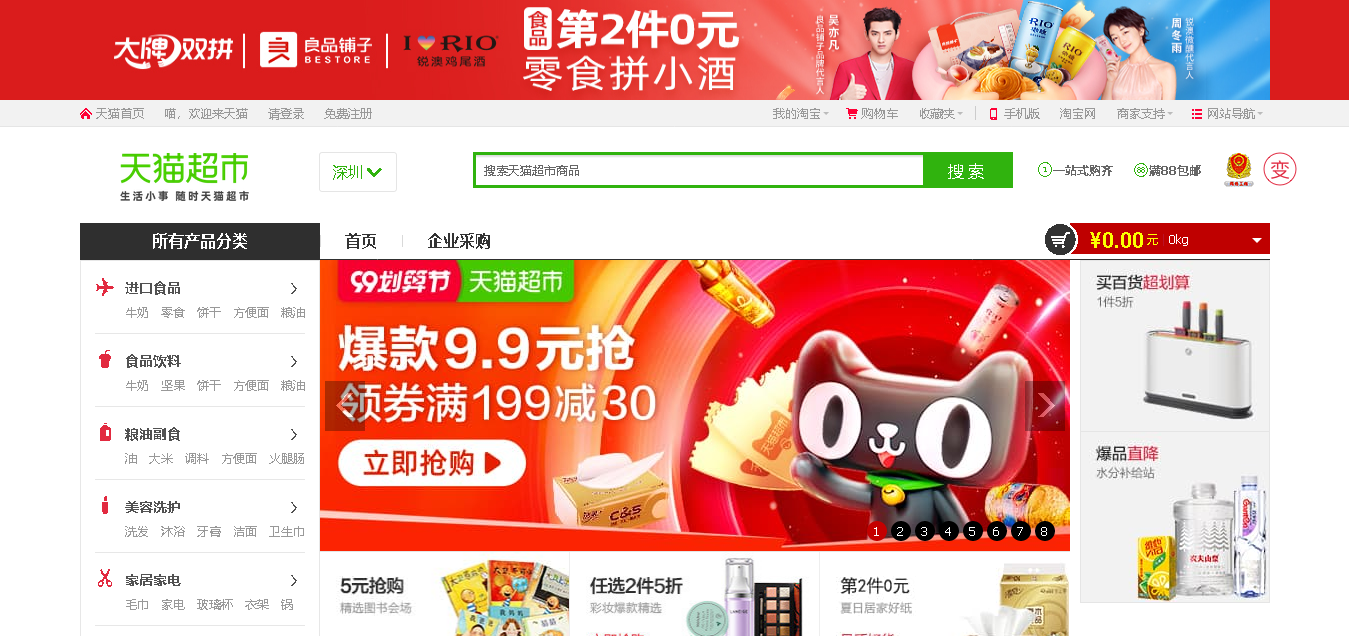 大牌双拼
良品铺子
BESTORE
I RIO
锐澳鸡尾酒
食品 第2件0元
零食拼小酒
吴亦凡
良品铺子品牌代言人
RIO
RIO
周冬雨
锐澳微醺代言人
天猫首页 喵，欢迎来天猫 请登录 免费注册 我的淘宝 购物车 收藏夹 手机版 淘宝网 商家支持 网站导航
天猫超市
生活小事 随时天猫超市
深圳
搜索天猫超市商品
搜 索
1 一站式购齐
88 满88包邮
变
所有产品分类 首页 企业采购
¥0.00元 0kg
进口食品
牛奶 零食 饼干 方便面 粮油
食品饮料
牛奶 坚果 饼干 方便面 粮油
粮油副食
油 大米 调料 方便面 火腿肠
美容洗护
洗发 沐浴 牙膏 洁面 卫生巾
家居家电
毛巾 家电 玻璃杯 衣架 锅
99划算节 天猫超市
爆款9.9元抢
领券满199减30
立即抢购
天猫超市
C&S
1 2 3 4 5 6 7 8
买百货超划算
1件5折
爆品直降
水分补给站
维他
农夫山泉
5元抢购
精选图书会场
任选2件5折
彩妆爆款精选
第2件0元
夏日居家好纸